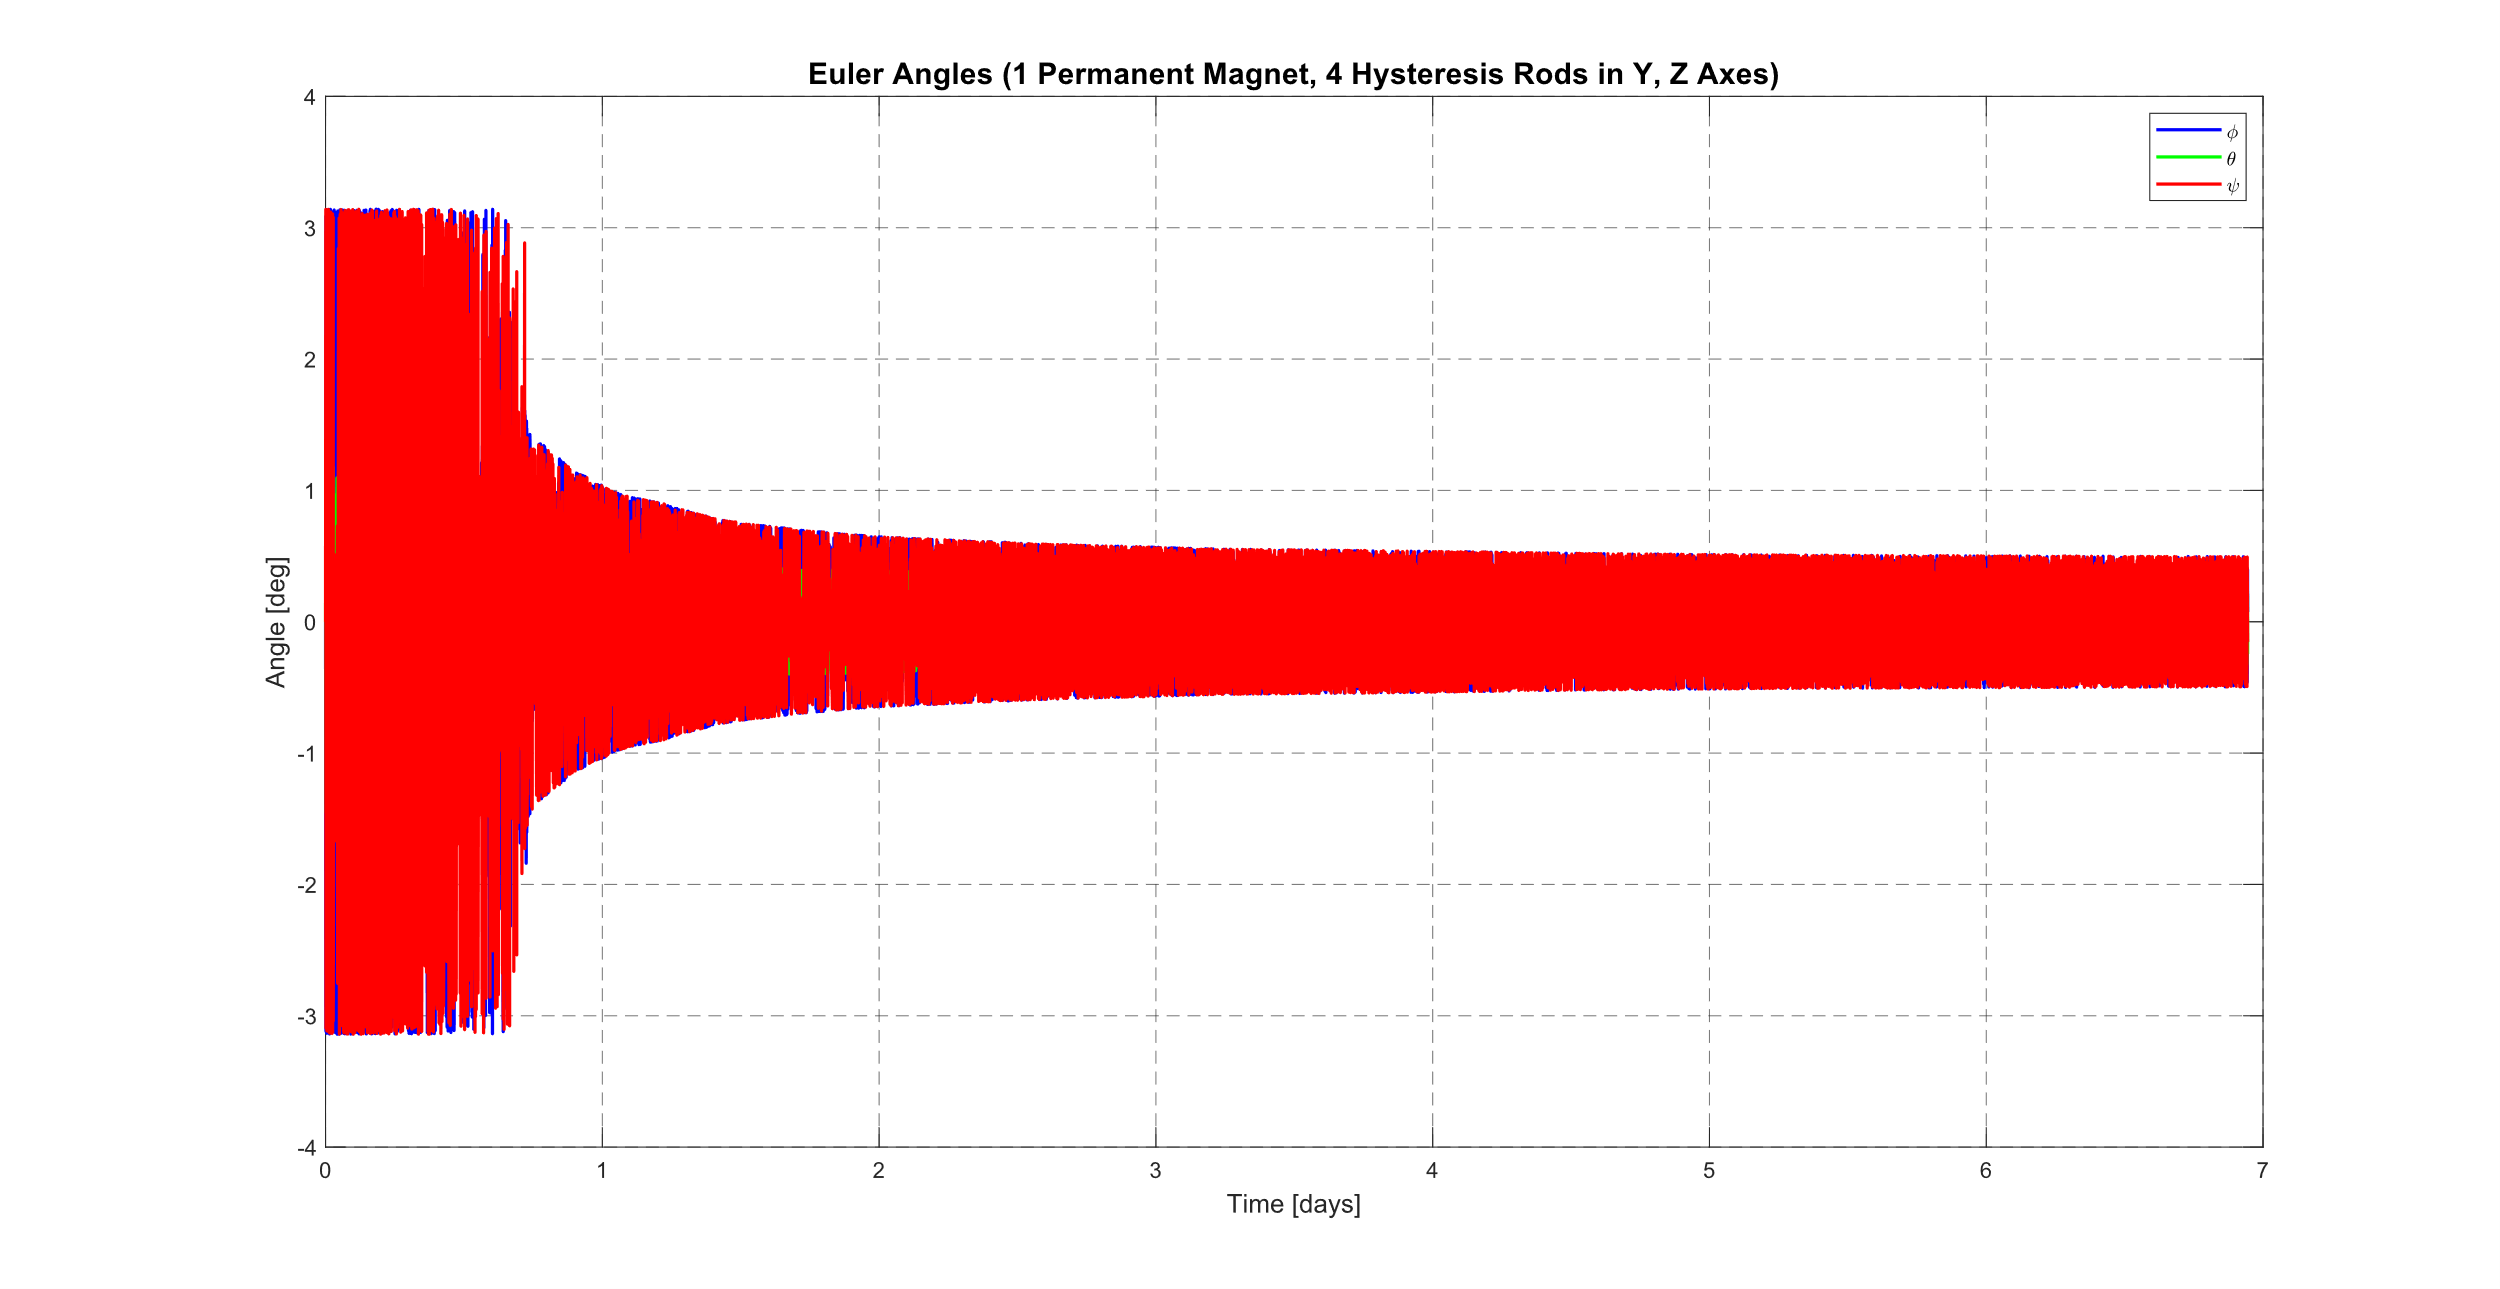 Euler Angles (1 Permanent Magnet, 4 Hysteresis Rods in Y, Z Axes)
ϕ
θ
ψ
4
3
2
1
0
-1
-2
-3
-4
Angle [deg]
0 1 2 3 4 5 6 7
Time [days]